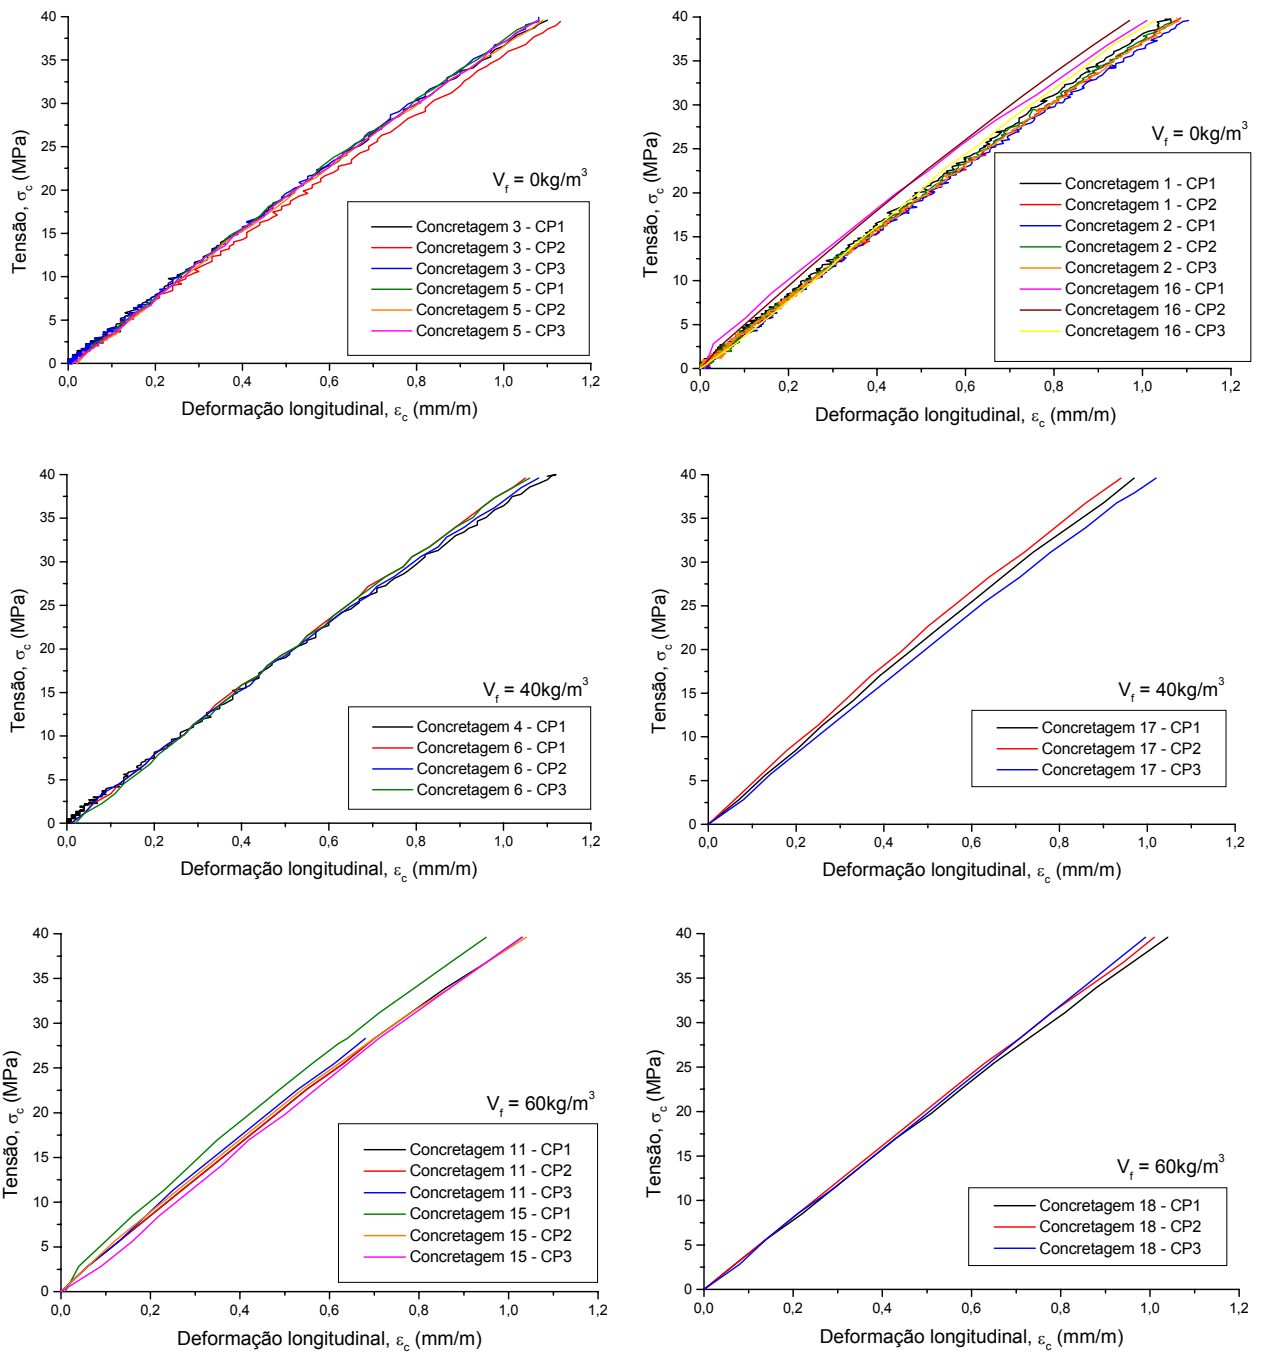 40
35
30
25
20
15
10
5
0
Tensão, σc (MPa)
0,0 0,2 0,4 0,6 0,8 1,0 1,2
Deformação longitudinal, εc (mm/m)
Vf = 0kg/m³
Concretagem 3 - CP1
Concretagem 3 - CP2
Concretagem 3 - CP3
Concretagem 5 - CP1
Concretagem 5 - CP2
Concretagem 5 - CP3
40
35
30
25
20
15
10
5
0
Tensão, σc (MPa)
0,0 0,2 0,4 0,6 0,8 1,0 1,2
Deformação longitudinal, εc (mm/m)
Vf = 0kg/m³
Concretagem 1 - CP1
Concretagem 1 - CP2
Concretagem 2 - CP1
Concretagem 2 - CP2
Concretagem 2 - CP3
Concretagem 16 - CP1
Concretagem 16 - CP2
Concretagem 16 - CP3
40
35
30
25
20
15
10
5
0
Tensão, σc (MPa)
0,0 0,2 0,4 0,6 0,8 1,0 1,2
Deformação longitudinal, εc (mm/m)
Vf = 40kg/m³
Concretagem 4 - CP1
Concretagem 6 - CP1
Concretagem 6 - CP2
Concretagem 6 - CP3
40
35
30
25
20
15
10
5
0
Tensão, σc (MPa)
0,0 0,2 0,4 0,6 0,8 1,0 1,2
Deformação longitudinal, εc (mm/m)
Vf = 40kg/m³
Concretagem 17 - CP1
Concretagem 17 - CP2
Concretagem 17 - CP3
40
35
30
25
20
15
10
5
0
Tensão, σc (MPa)
0,0 0,2 0,4 0,6 0,8 1,0 1,2
Deformação longitudinal, εc (mm/m)
Vf = 60kg/m³
Concretagem 11 - CP1
Concretagem 11 - CP2
Concretagem 11 - CP3
Concretagem 15 - CP1
Concretagem 15 - CP2
Concretagem 15 - CP3
40
35
30
25
20
15
10
5
0
Tensão, σc (MPa)
0,0 0,2 0,4 0,6 0,8 1,0 1,2
Deformação longitudinal, εc (mm/m)
Vf = 60kg/m³
Concretagem 18 - CP1
Concretagem 18 - CP2
Concretagem 18 - CP3